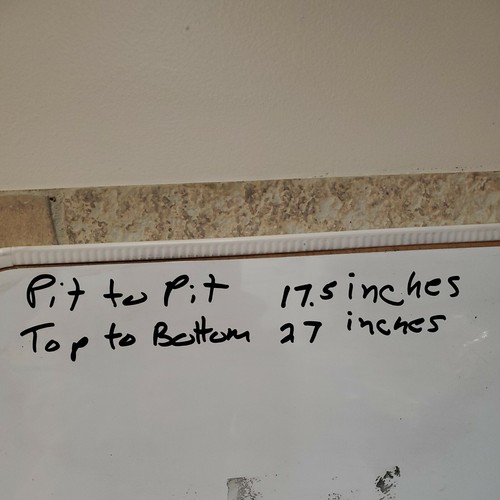 Pit to Pit 17.5 inches
Top to Bottom 27 inches